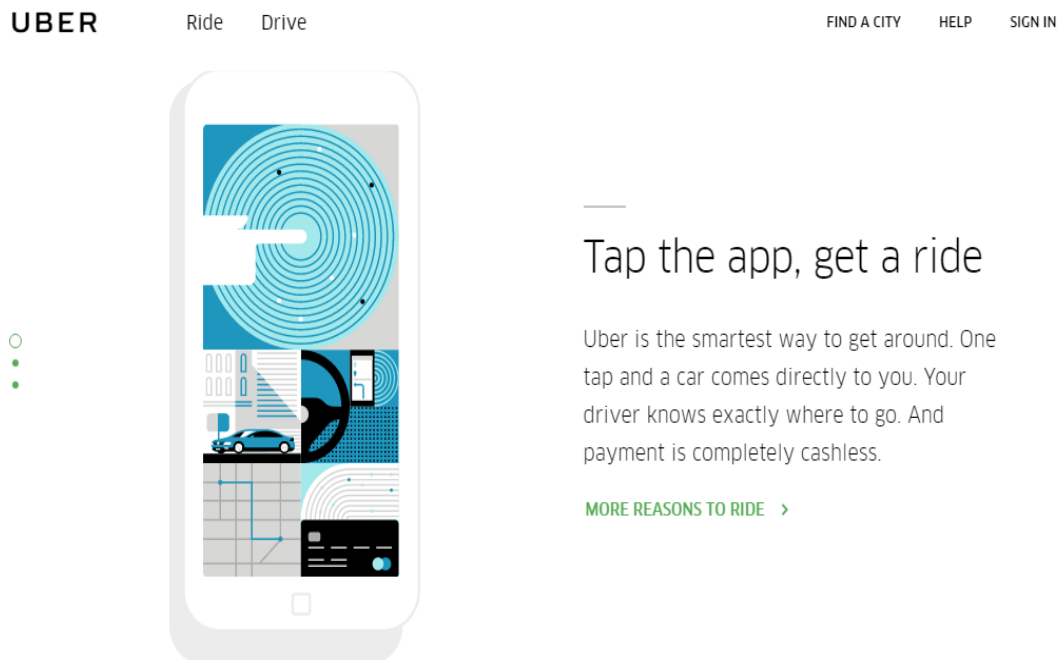 UBER
Ride
Drive
FIND A CITY
HELP
SIGN IN
Tap the app, get a ride
Uber is the smartest way to get around. One
tap and a car comes directly to you. Your
driver knows exactly where to go. And
payment is completely cashless.
MORE REASONS TO RIDE